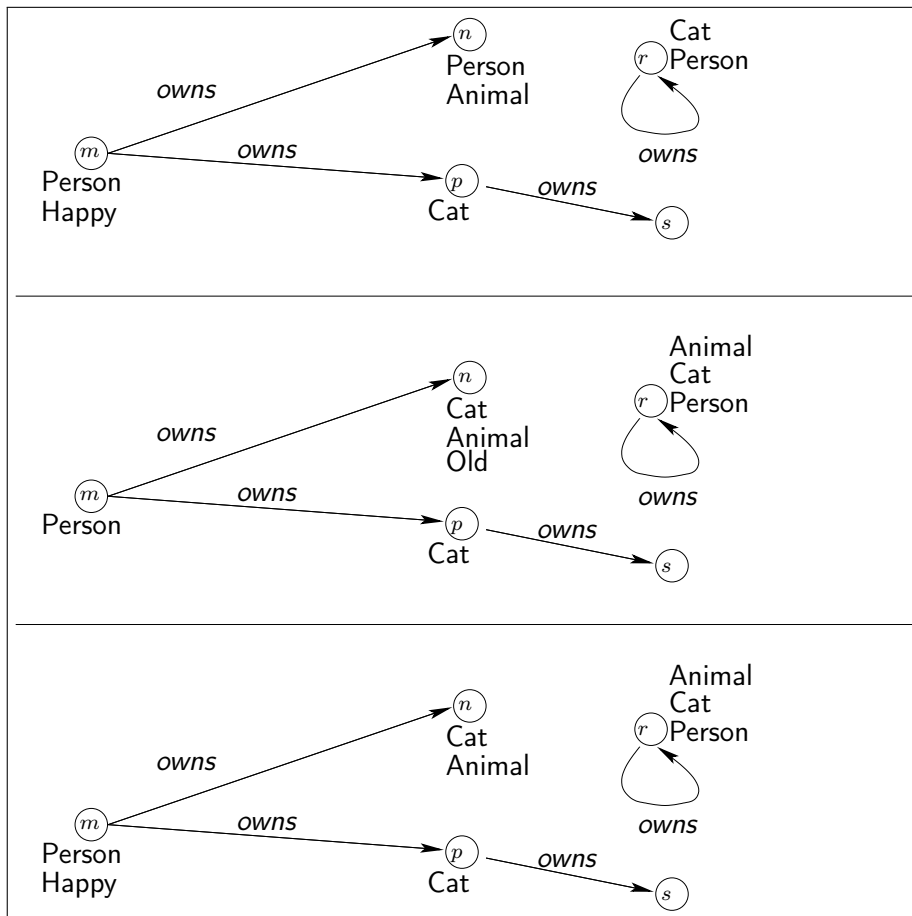 n
Cat
r Person
Person
Animal
owns
owns
owns
m
Person
Happy
p
owns
Cat
s
Animal
n
Cat
r Person
Cat
Animal
Old
owns
owns
owns
m
Person
p
owns
Cat
s
Animal
n
Cat
r Person
Cat
Animal
owns
owns
owns
m
Person
Happy
p
owns
Cat
s